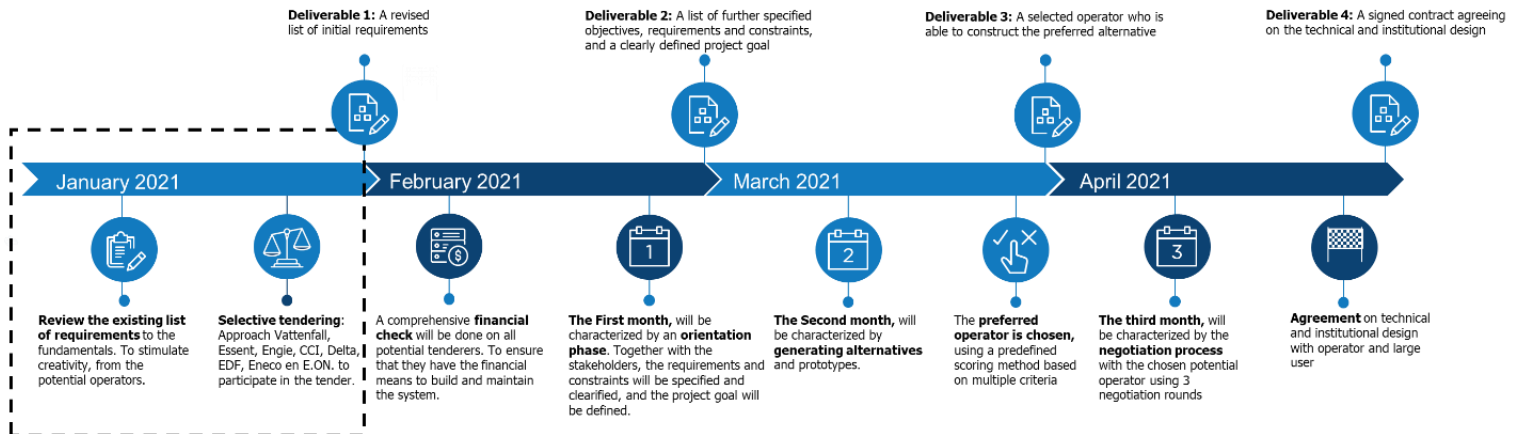 Deliverable 1: A revised
list of initial requirements
Deliverable 2: A list of further specified
objectives, requirements and constraints,
and a clearly defined project goal
Deliverable 3: A selected operator who is
able to construct the preferred alternative
Deliverable 4: A signed contract agreeing
on the technical and institutional design
January 2021
February 2021
March 2021
April 2021
$
1
2
3
Review the existing list
of requirements to the
fundamentals. To stimulate
creativity, from the
potential operators.
Selective tendering:
Approach Vattenfall,
Essent, Engie, CCI, Delta,
EDF, Eneco en E.ON. to
participate in the tender.
A comprehensive financial
check will be done on all
potential tenderers. To ensure
that they have the financial
means to build and maintain
the system.
The First month, will be
characterized by an orientation
phase. Together with the
stakeholders, the requirements and
constraints will be specified and
clearified, and the project goal will
be defined.
The Second month, will
be characterized by
generating alternatives
and prototypes.
The preferred
operator is chosen,
using a predefined
scoring method based
on multiple criteria
The third month, will
be characterized by the
negotiation process
with the chosen potential
operator using 3
negotiation rounds
Agreement on technical
and institutional design
with operator and large
user